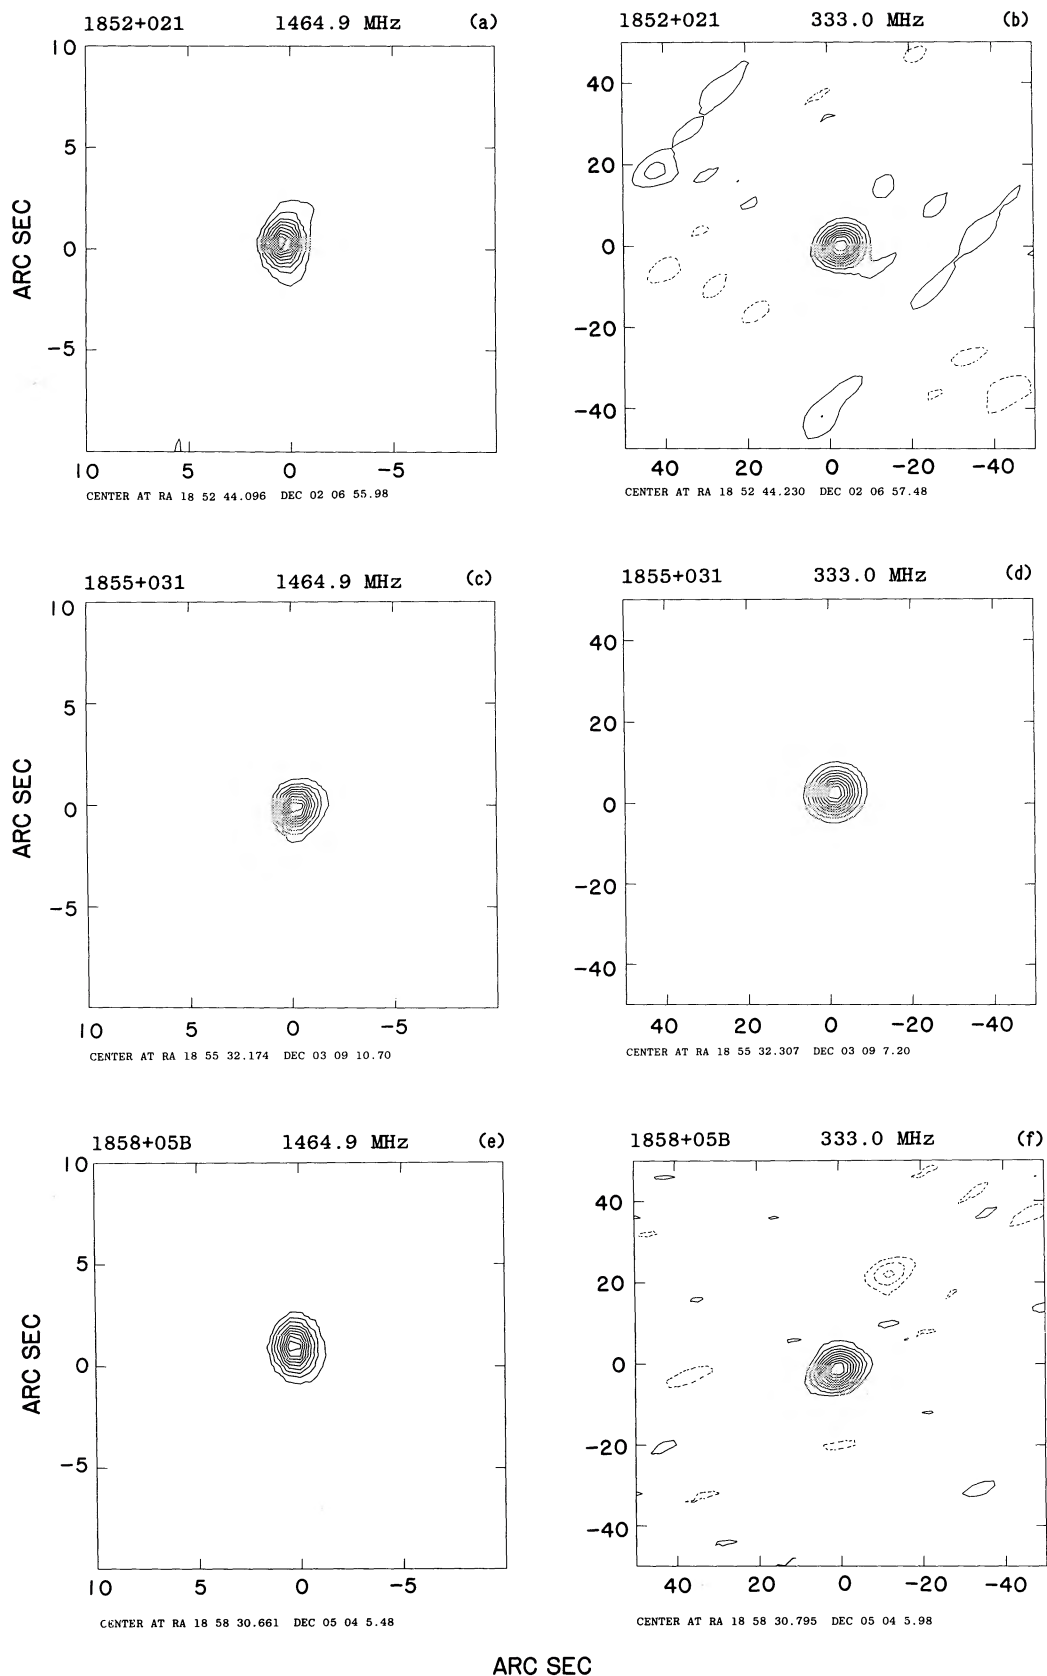 1852+021 1464.9 MHz (a)
10
5
0
-5
10 5 0 -5
ARC SEC
CENTER AT RA 18 52 44.096 DEC 02 06 55.98
1852+021 333.0 MHz (b)
40
20
0
-20
-40
40 20 0 -20 -40
CENTER AT RA 18 52 44.230 DEC 02 06 57.48
1855+031 1464.9 MHz (c)
10
5
0
-5
10 5 0 -5
ARC SEC
CENTER AT RA 18 55 32.174 DEC 03 09 10.70
1855+031 333.0 MHz (d)
40
20
0
-20
-40
40 20 0 -20 -40
CENTER AT RA 18 55 32.307 DEC 03 09 7.20
1858+05B 1464.9 MHz (e)
10
5
0
-5
10 5 0 -5
ARC SEC
CENTER AT RA 18 58 30.661 DEC 05 04 5.48
1858+05B 333.0 MHz (f)
40
20
0
-20
-40
40 20 0 -20 -40
CENTER AT RA 18 58 30.795 DEC 05 04 5.98
ARC SEC